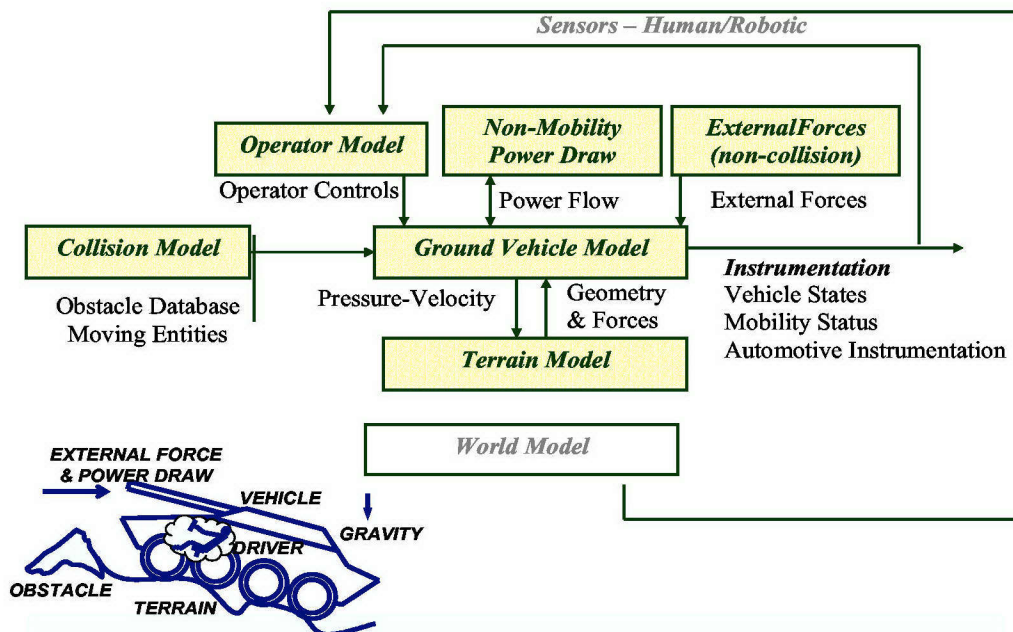 Sensors – Human/Robotic
Operator Model
Non-Mobility
Power Draw
ExternalForces
(non-collision)
Operator Controls
Power Flow
External Forces
Collision Model
Ground Vehicle Model
Obstacle Database
Moving Entities
Pressure-Velocity
Geometry
& Forces
Instrumentation
Vehicle States
Mobility Status
Automotive Instrumentation
Terrain Model
World Model
EXTERNAL FORCE
& POWER DRAW
VEHICLE
GRAVITY
DRIVER
OBSTACLE
TERRAIN